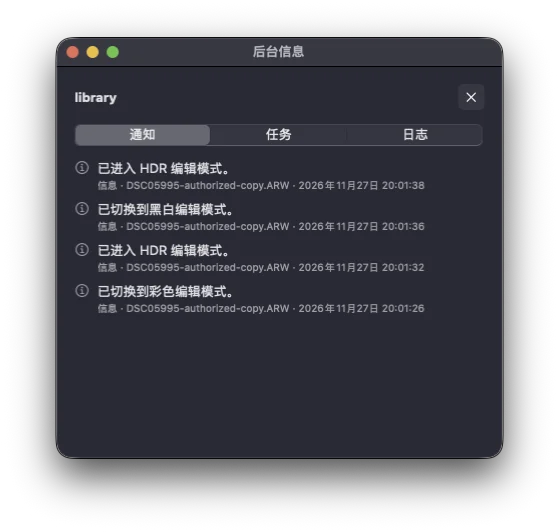 后台信息
library
通知
任务
日志
已进入 HDR 编辑模式。
信息 · DSC05995-authorized-copy.ARW · 2026年11月27日 20:01:38
已切换到黑白编辑模式。
信息 · DSC05995-authorized-copy.ARW · 2026年11月27日 20:01:36
已进入 HDR 编辑模式。
信息 · DSC05995-authorized-copy.ARW · 2026年11月27日 20:01:32
已切换到彩色编辑模式。
信息 · DSC05995-authorized-copy.ARW · 2026年11月27日 20:01:26